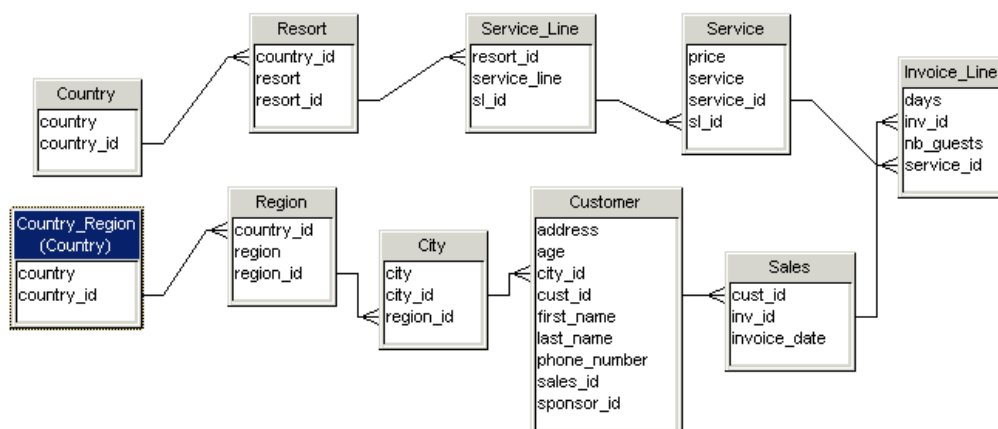 Resort
country_id
resort
resort_id
Service_Line
resort_id
service_line
sl_id
Service
price
service
service_id
sl_id
Invoice_Line
days
inv_id
nb_guests
service_id
Country
country
country_id
Country_Region
(Country)
country
country_id
Region
country_id
region
region_id
City
city
city_id
region_id
Customer
address
age
city_id
cust_id
first_name
last_name
phone_number
sales_id
sponsor_id
Sales
cust_id
inv_id
invoice_date